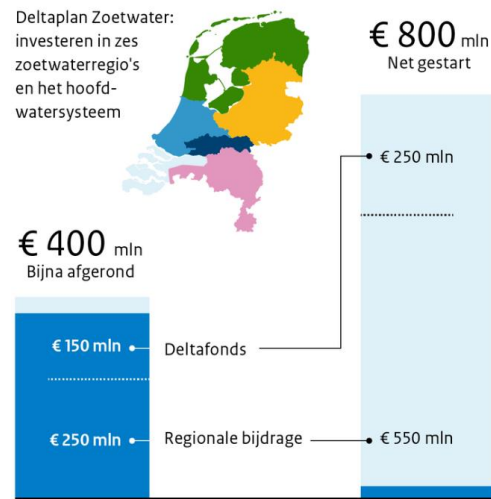 Deltaplan Zoetwater:
investeren in zes
zoetwaterregio's
en het hoofd-
watersysteem
€ 800 mln
Net gestart
€ 250 mln
€ 400 mln
Bijna afgerond
€ 150 mln
Deltafonds
€ 250 mln
Regionale bijdrage
€ 550 mln